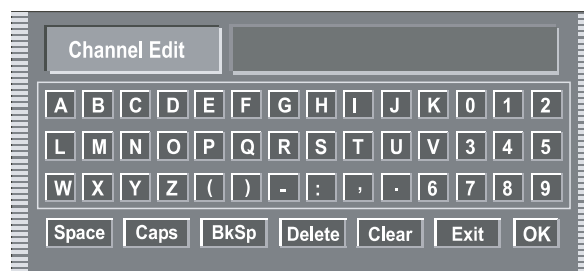 Channel Edit
A B C D E F G H I J K 0 1 2
L M N O P Q R S T U V 3 4 5
W X Y Z ( ) - : , . 6 7 8 9
Space Caps BkSp Delete Clear Exit OK